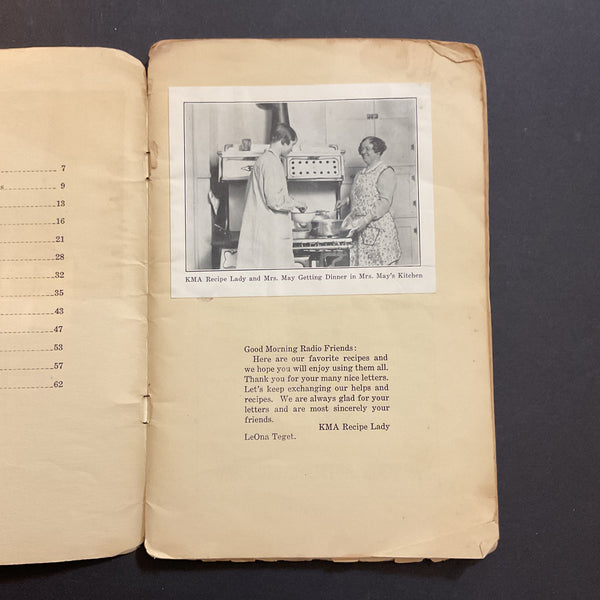 7
s 9
13
16
21
28
32
35
43
47
53
57
62
KMA Recipe Lady and Mrs. May Getting Dinner in Mrs. May's Kitchen
Good Morning Radio Friends:
Here are our favorite recipes and
we hope you will enjoy using them all.
Thank you for your many nice letters.
Let's keep exchanging our helps and
recipes. We are always glad for your
letters and are most sincerely your
friends.
KMA Recipe Lady
LeOna Teget.